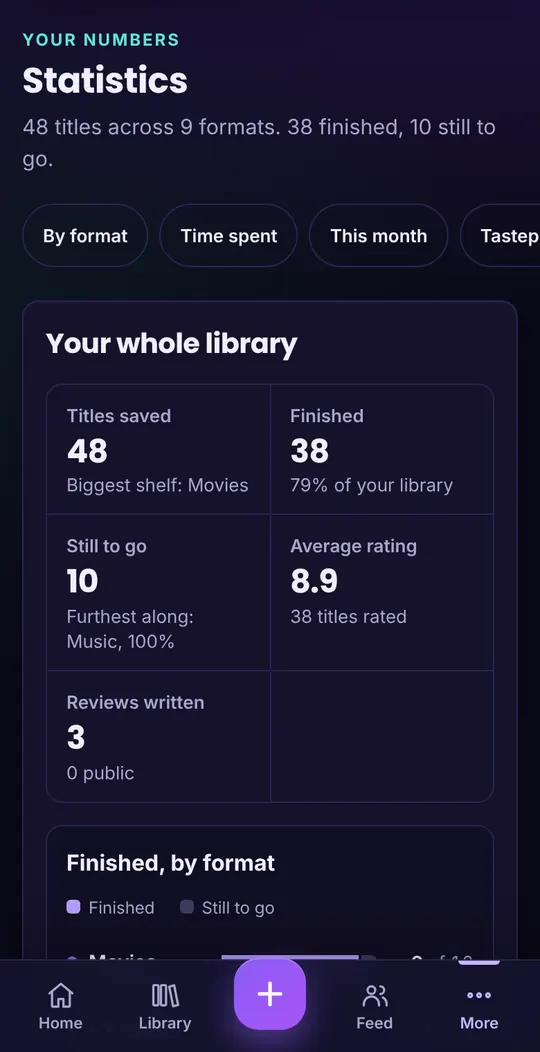 YOUR NUMBERS
Statistics
48 titles across 9 formats. 38 finished, 10 still to
go.
By format
Time spent
This month
Tastep
Your whole library
Titles saved
48
Biggest shelf: Movies
Finished
38
79% of your library
Still to go
10
Furthest along:
Music, 100%
Average rating
8.9
38 titles rated
Reviews written
3
0 public
Finished, by format
Finished
Still to go
Movies
Home
Library
Feed
More